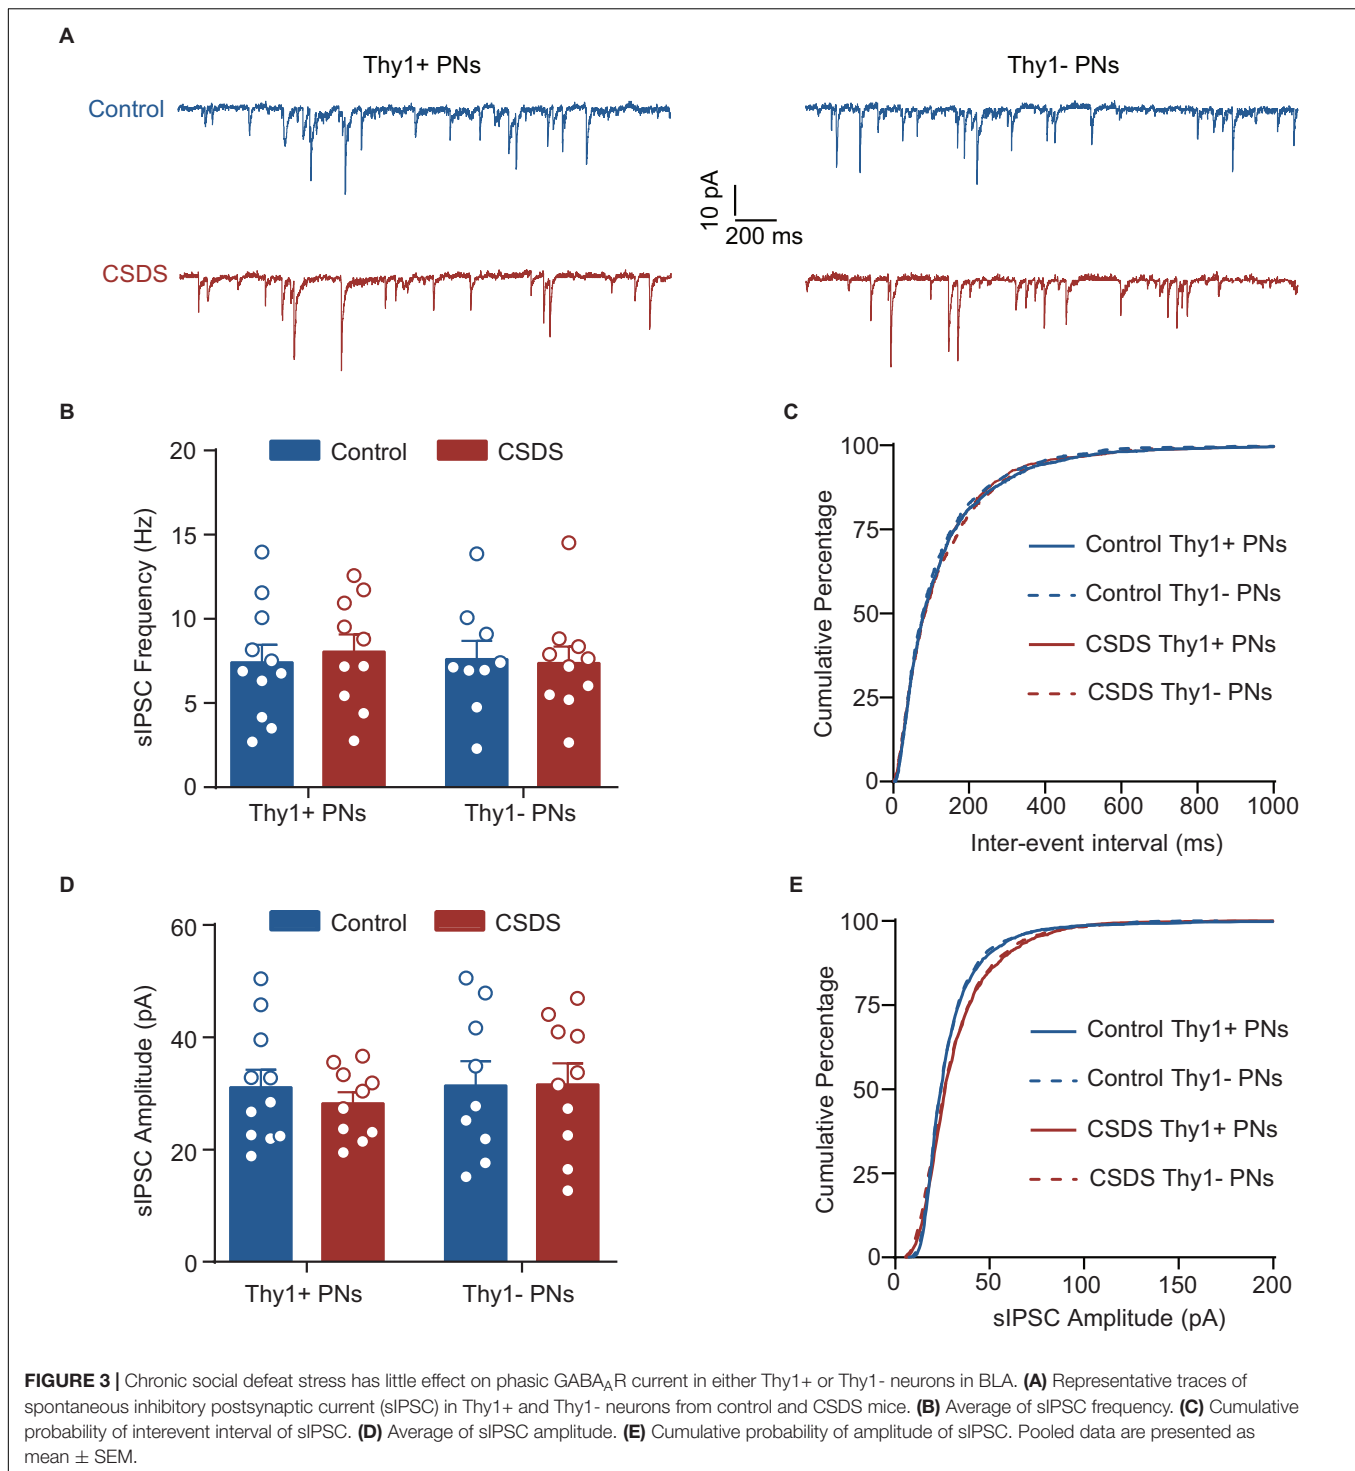 A
Thy1+ PNs
Thy1- PNs
Control
10 pA
200 ms
CSDS
B
20
15
10
5
0
sIPSC Frequency (Hz)
Control
CSDS
Thy1+ PNs
Thy1- PNs
C
100
75
50
25
0
Cumulative Percentage
Control Thy1+ PNs
Control Thy1- PNs
CSDS Thy1+ PNs
CSDS Thy1- PNs
0 200 400 600 800 1000
Inter-event interval (ms)
D
60
40
20
0
sIPSC Amplitude (pA)
Control
CSDS
Thy1+ PNs
Thy1- PNs
E
100
75
50
25
0
Cumulative Percentage
Control Thy1+ PNs
Control Thy1- PNs
CSDS Thy1+ PNs
CSDS Thy1- PNs
0 50 100 150 200
sIPSC Amplitude (pA)
FIGURE 3 | Chronic social defeat stress has little effect on phasic GABAAR current in either Thy1+ or Thy1- neurons in BLA. (A) Representative traces of
spontaneous inhibitory postsynaptic current (sIPSC) in Thy1+ and Thy1- neurons from control and CSDS mice. (B) Average of sIPSC frequency. (C) Cumulative
probability of interevent interval of sIPSC. (D) Average of sIPSC amplitude. (E) Cumulative probability of amplitude of sIPSC. Pooled data are presented as
mean ± SEM.